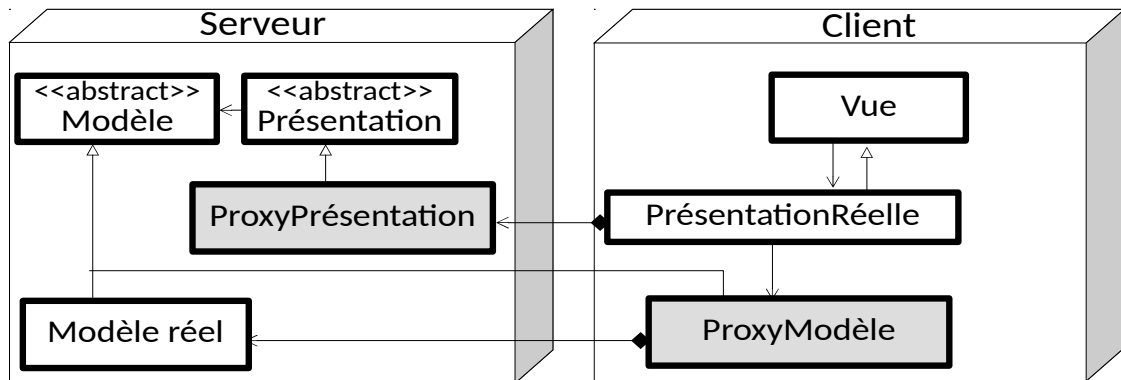 Serveur
Client
<<abstract>>
Modèle
<<abstract>>
Présentation
Vue
ProxyPrésentation
PrésentationRéelle
Modèle réel
ProxyModèle